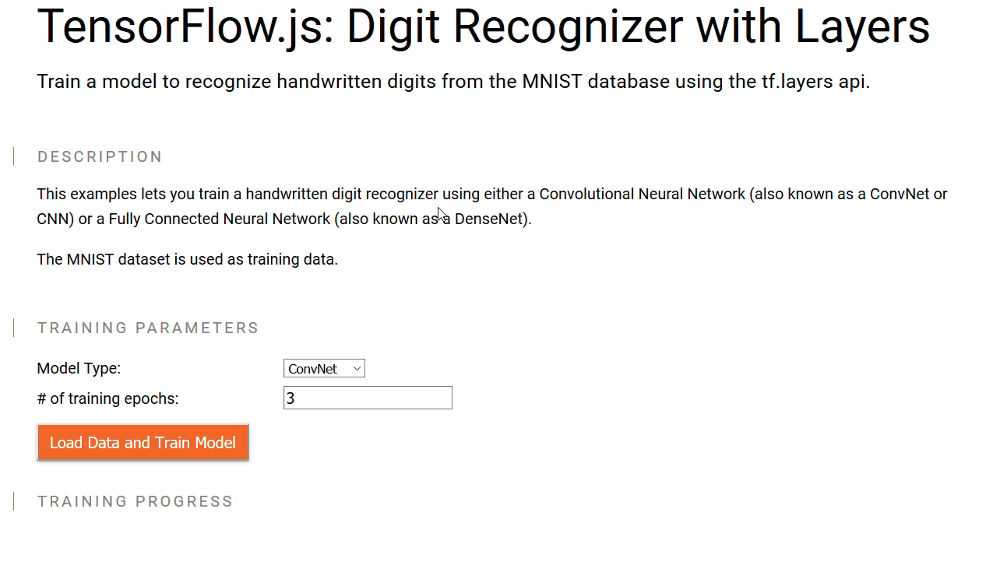 TensorFlow.js: Digit Recognizer with Layers
Train a model to recognize handwritten digits from the MNIST database using the tf.layers api.
DESCRIPTION
This examples lets you train a handwritten digit recognizer using either a Convolutional Neural Network (also known as a ConvNet or
CNN) or a Fully Connected Neural Network (also known as a DenseNet).
The MNIST dataset is used as training data.
TRAINING PARAMETERS
Model Type: ConvNet
# of training epochs: 3
Load Data and Train Model
TRAINING PROGRESS